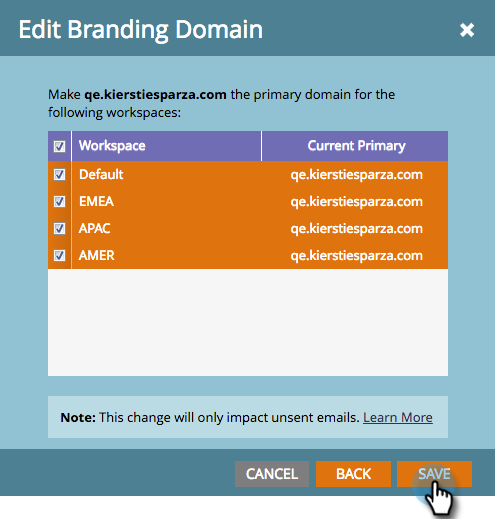 Edit Branding Domain
Make qe.kierstiesparza.com the primary domain for the
following workspaces:
Workspace Current Primary
Default qe.kierstiesparza.com
EMEA qe.kierstiesparza.com
APAC qe.kierstiesparza.com
AMER qe.kierstiesparza.com
Note: This change will only impact unsent emails. Learn More
CANCEL BACK SAVE